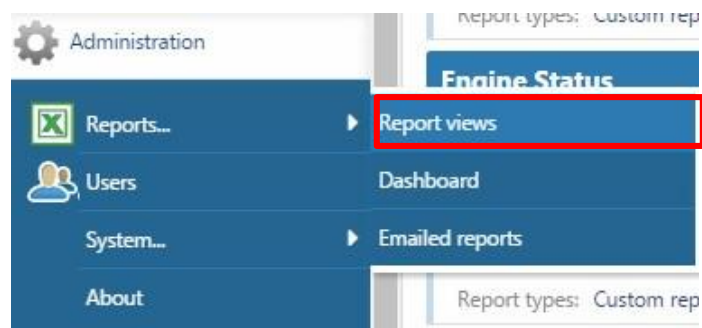 Report types: Custom rep
Administration
Engine Status
Reports...
Report views
Users
Dashboard
System...
Emailed reports
About
Report types: Custom rep